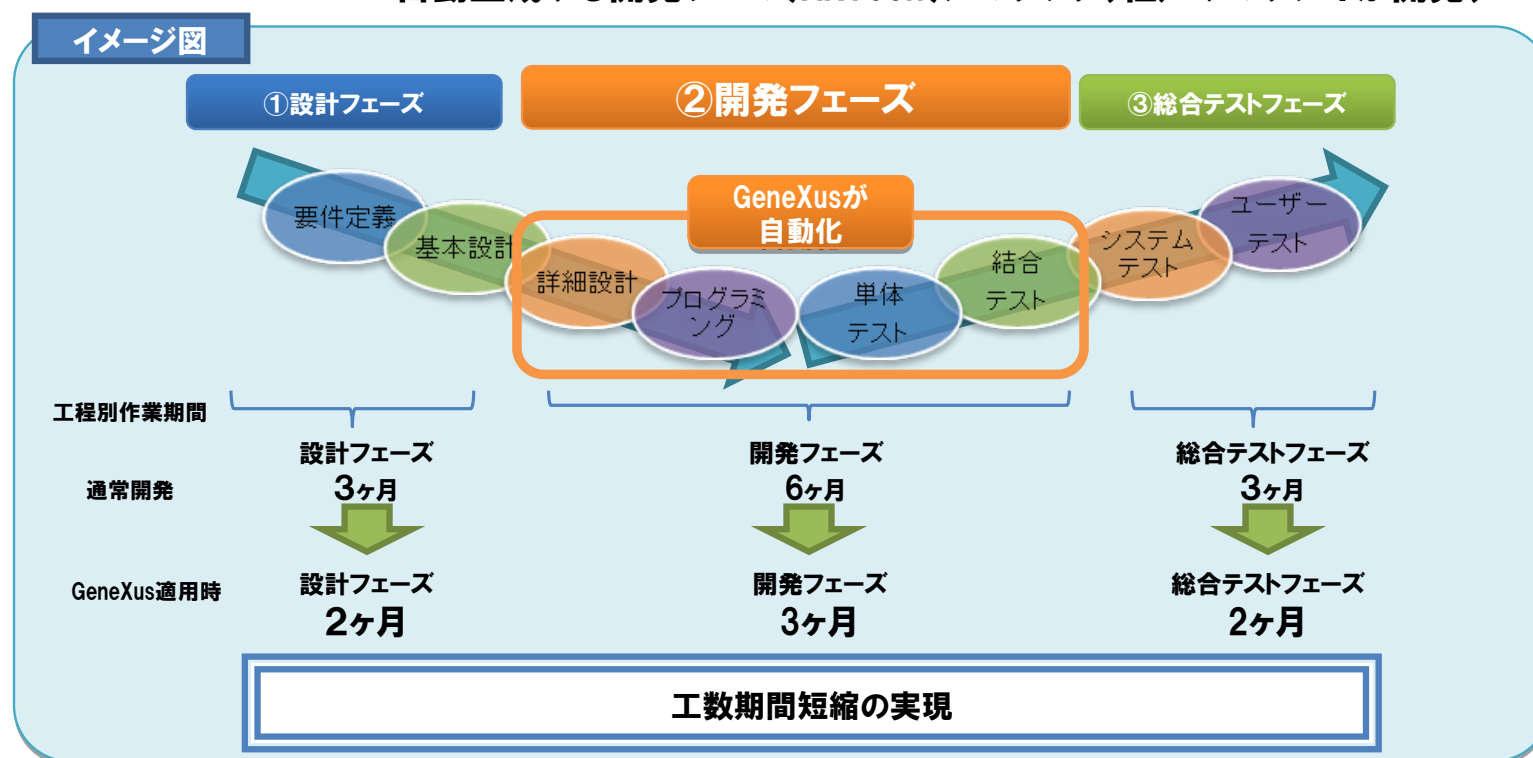 イメージ図
①設計フェーズ
②開発フェーズ
③総合テストフェーズ
GeneXusが
自動化
要件定義
基本設計
詳細設計
プログラミ
ング
単体
テスト
結合
テスト
システム
テスト
ユーザー
テスト
工程別作業期間
設計フェーズ
開発フェーズ
総合テストフェーズ
通常開発
3ヶ月
6ヶ月
3ヶ月
GeneXus適用時
設計フェーズ
開発フェーズ
総合テストフェーズ
2ヶ月
3ヶ月
2ヶ月
工数期間短縮の実現